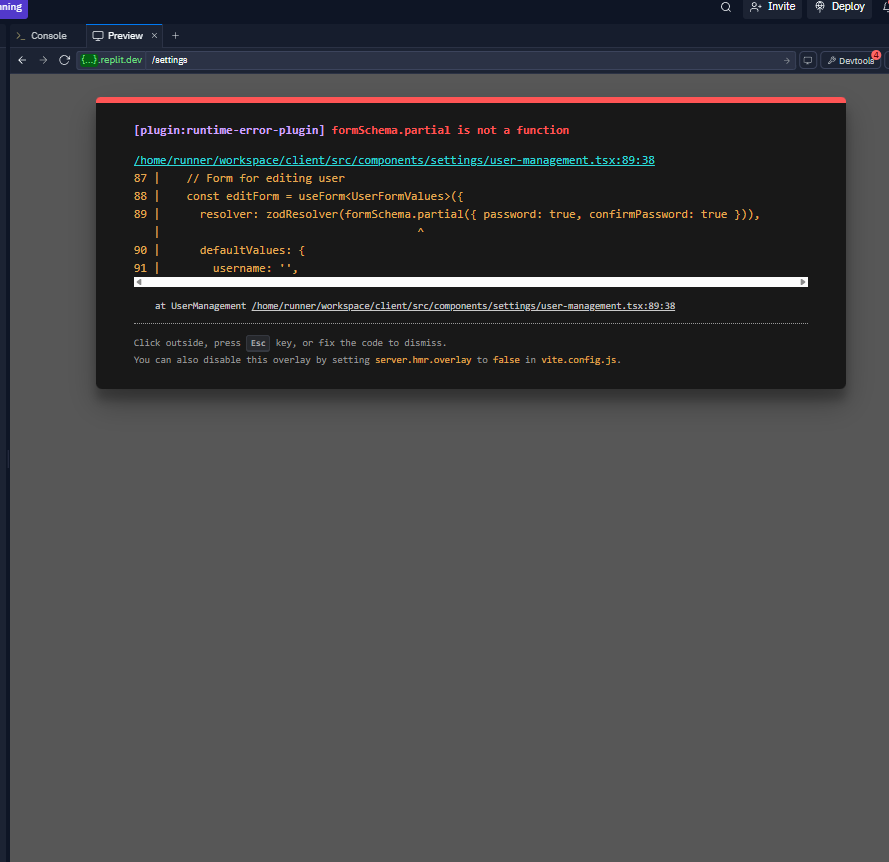 nning
Invite
Deploy
>_ Console
Preview × +
{...}.replit.dev /settings
Devtools
4
[plugin:runtime-error-plugin] formSchema.partial is not a function
/home/runner/workspace/client/src/components/settings/user-management.tsx:89:38
87 |    // Form for editing user
88 |    const editForm = useForm<UserFormValues>({
89 |      resolver: zodResolver(formSchema.partial({ password: true, confirmPassword: true })),
   |                                       ^
90 |      defaultValues: {
91 |        username: '',
at UserManagement /home/runner/workspace/client/src/components/settings/user-management.tsx:89:38
Click outside, press Esc key, or fix the code to dismiss.
You can also disable this overlay by setting server.hmr.overlay to false in vite.config.js.